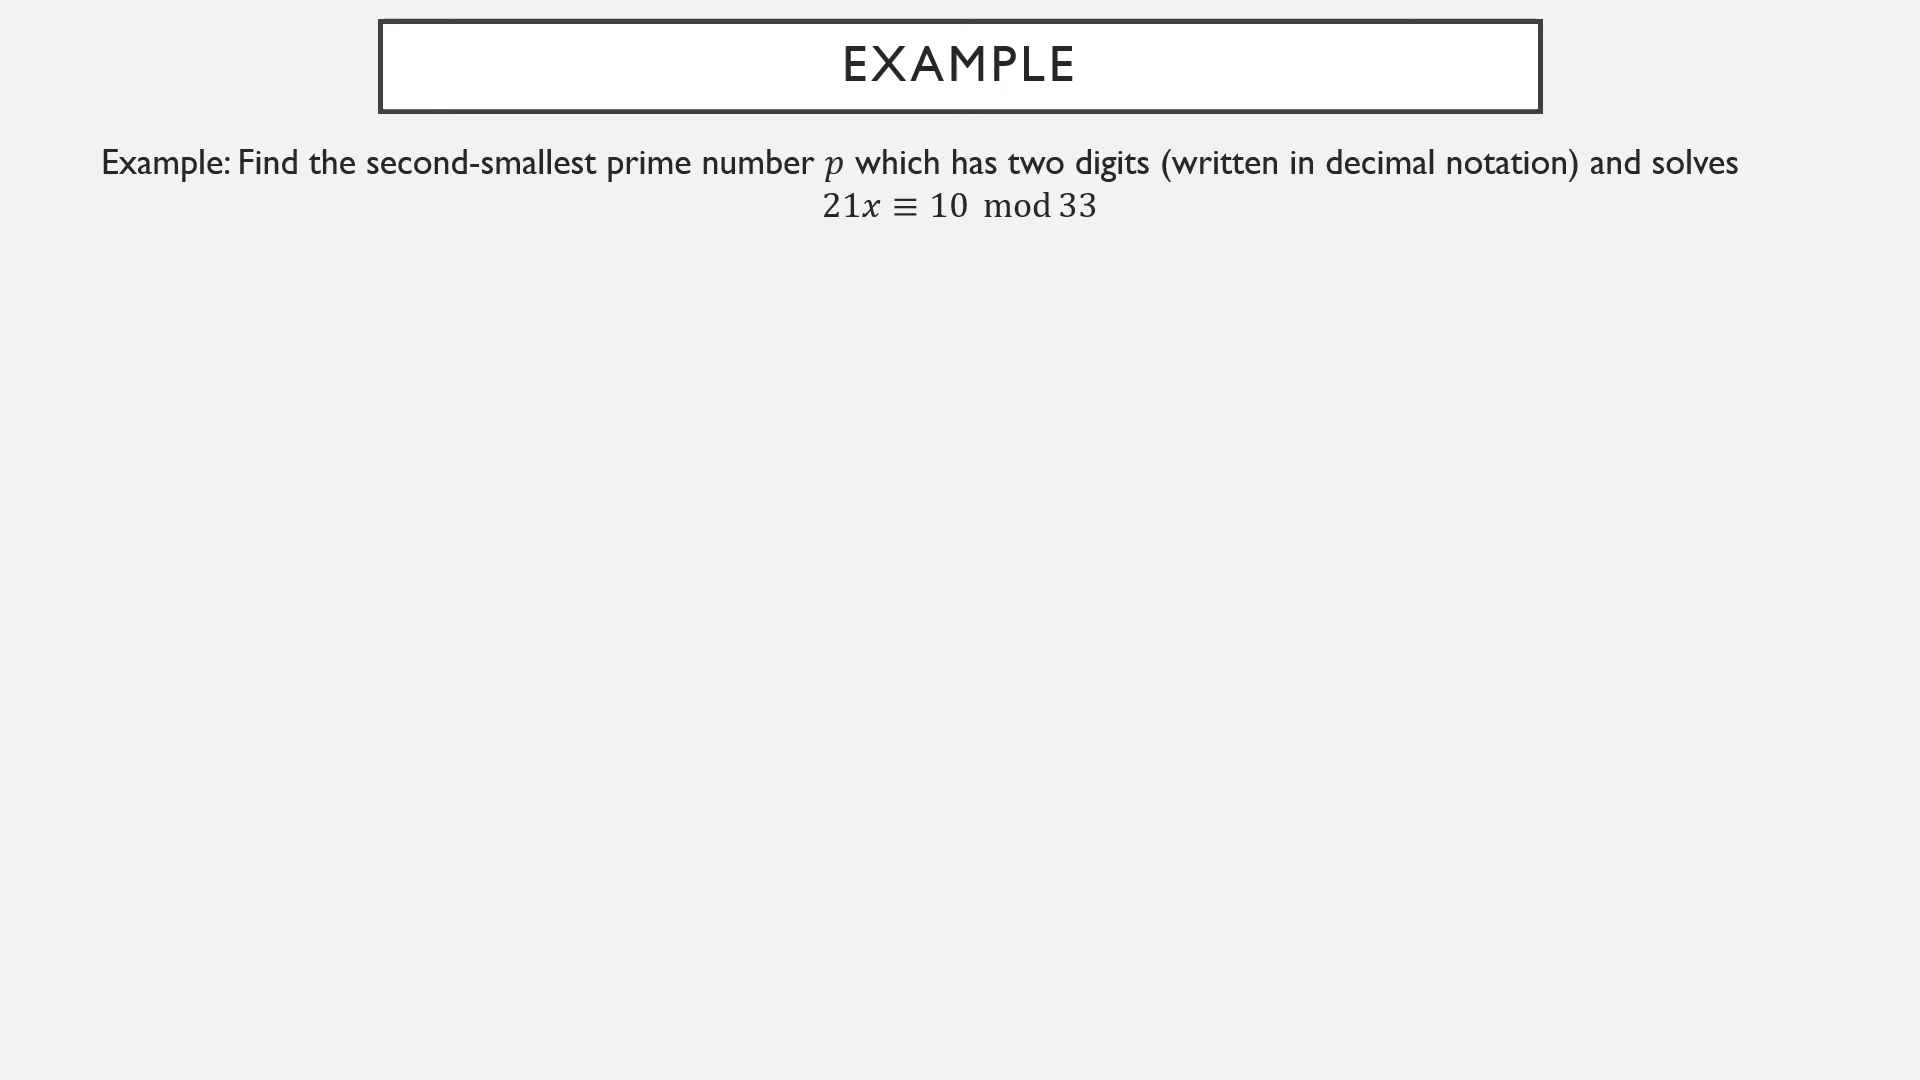 EXAMPLE
Example: Find the second-smallest prime number p which has two digits (written in decimal notation) and solves
21x ≡ 10 mod 33